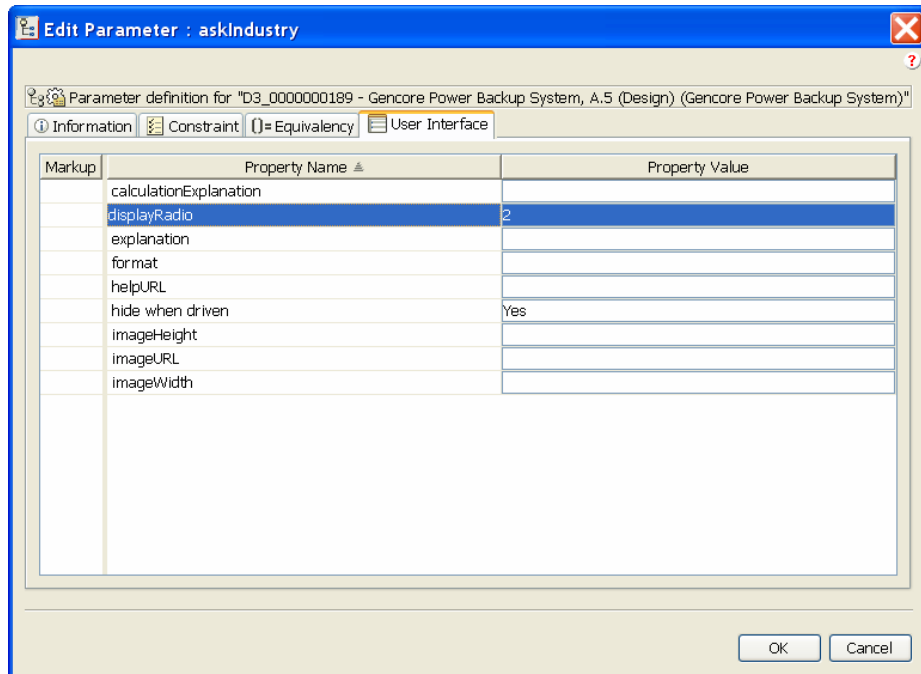 Edit Parameter : askIndustry
?
Parameter definition for "D3_0000000189 - Gencore Power Backup System, A.5 (Design) (Gencore Power Backup System)"
Information Constraint ()= Equivalency User Interface
Markup Property Name Property Value
calculationExplanation
displayRadio 2
explanation
format
helpURL
hide when driven Yes
imageHeight
imageURL
imageWidth
OK Cancel